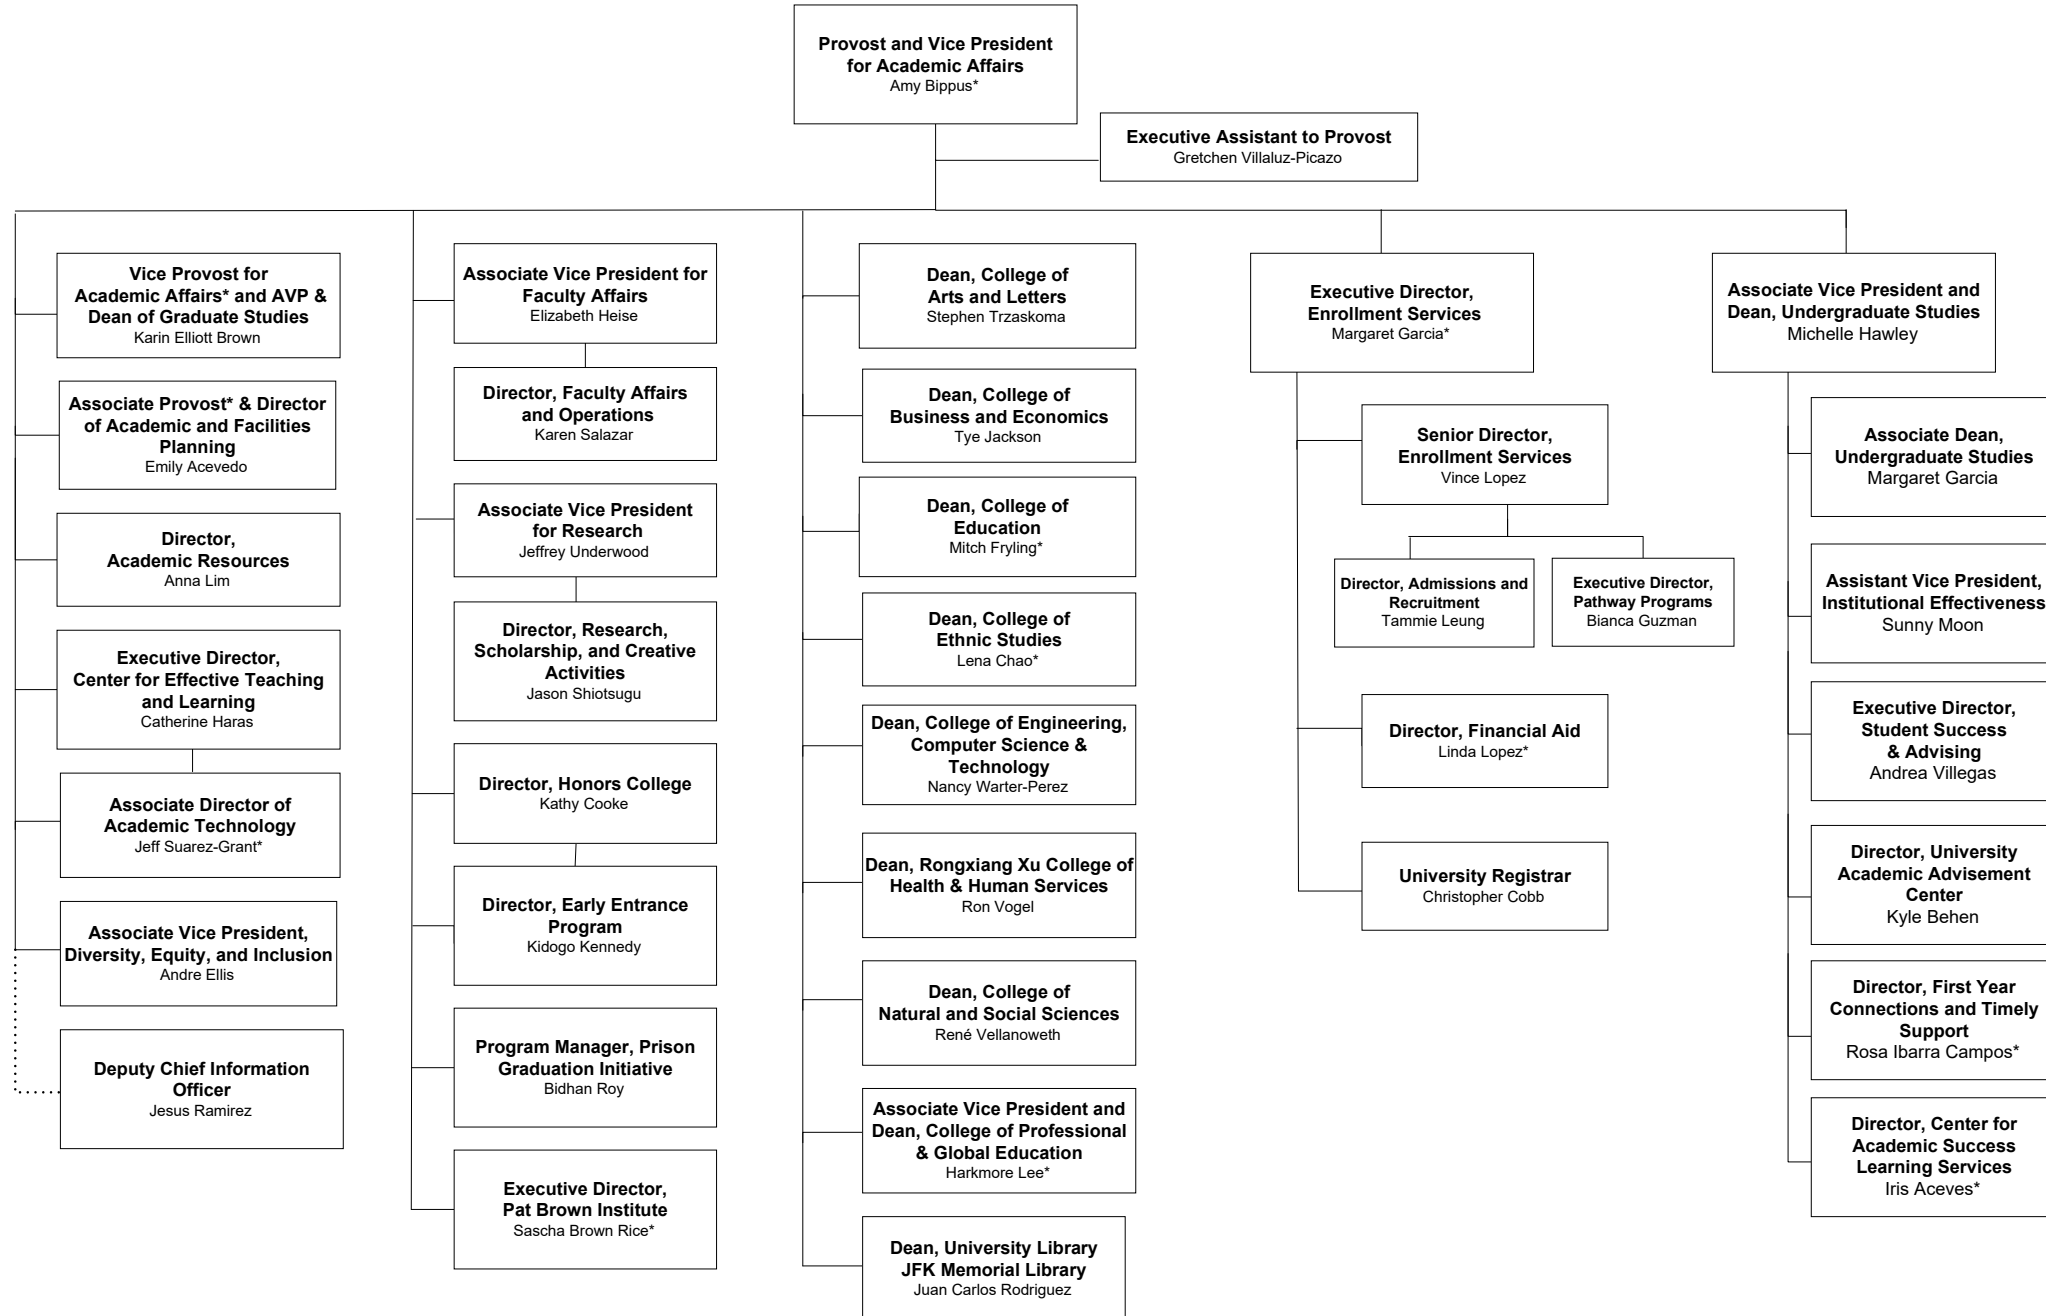 Provost and Vice President
for Academic Affairs
Amy Bippus*
Executive Assistant to Provost
Gretchen Villaluz-Picazo
Vice Provost for
Academic Affairs* and AVP &
Dean of Graduate Studies
Karin Elliott Brown
Associate Provost* & Director
of Academic and Facilities
Planning
Emily Acevedo
Director,
Academic Resources
Anna Lim
Executive Director,
Center for Effective Teaching
and Learning
Catherine Haras
Associate Director of
Academic Technology
Jeff Suarez-Grant*
Associate Vice President,
Diversity, Equity, and Inclusion
Andre Ellis
Deputy Chief Information
Officer
Jesus Ramirez
Associate Vice President for
Faculty Affairs
Elizabeth Heise
Director, Faculty Affairs
and Operations
Karen Salazar
Associate Vice President
for Research
Jeffrey Underwood
Director, Research,
Scholarship, and Creative
Activities
Jason Shiotsugu
Director, Honors College
Kathy Cooke
Director, Early Entrance
Program
Kidogo Kennedy
Program Manager, Prison
Graduation Initiative
Bidhan Roy
Executive Director,
Pat Brown Institute
Sascha Brown Rice*
Dean, College of
Arts and Letters
Stephen Trzaskoma
Dean, College of
Business and Economics
Tye Jackson
Dean, College of
Education
Mitch Fryling*
Dean, College of
Ethnic Studies
Lena Chao*
Dean, College of Engineering,
Computer Science &
Technology
Nancy Warter-Perez
Dean, Rongxiang Xu College of
Health & Human Services
Ron Vogel
Dean, College of
Natural and Social Sciences
René Vellanoweth
Associate Vice President and
Dean, College of Professional
& Global Education
Harkmore Lee*
Dean, University Library
JFK Memorial Library
Juan Carlos Rodriguez
Executive Director,
Enrollment Services
Margaret Garcia*
Senior Director,
Enrollment Services
Vince Lopez
Director, Admissions and
Recruitment
Tammie Leung
Executive Director,
Pathway Programs
Bianca Guzman
Director, Financial Aid
Linda Lopez*
University Registrar
Christopher Cobb
Associate Vice President and
Dean, Undergraduate Studies
Michelle Hawley
Associate Dean,
Undergraduate Studies
Margaret Garcia
Assistant Vice President,
Institutional Effectiveness
Sunny Moon
Executive Director,
Student Success
& Advising
Andrea Villegas
Director, University
Academic Advisement
Center
Kyle Behen
Director, First Year
Connections and Timely
Support
Rosa Ibarra Campos*
Director, Center for
Academic Success
Learning Services
Iris Aceves*